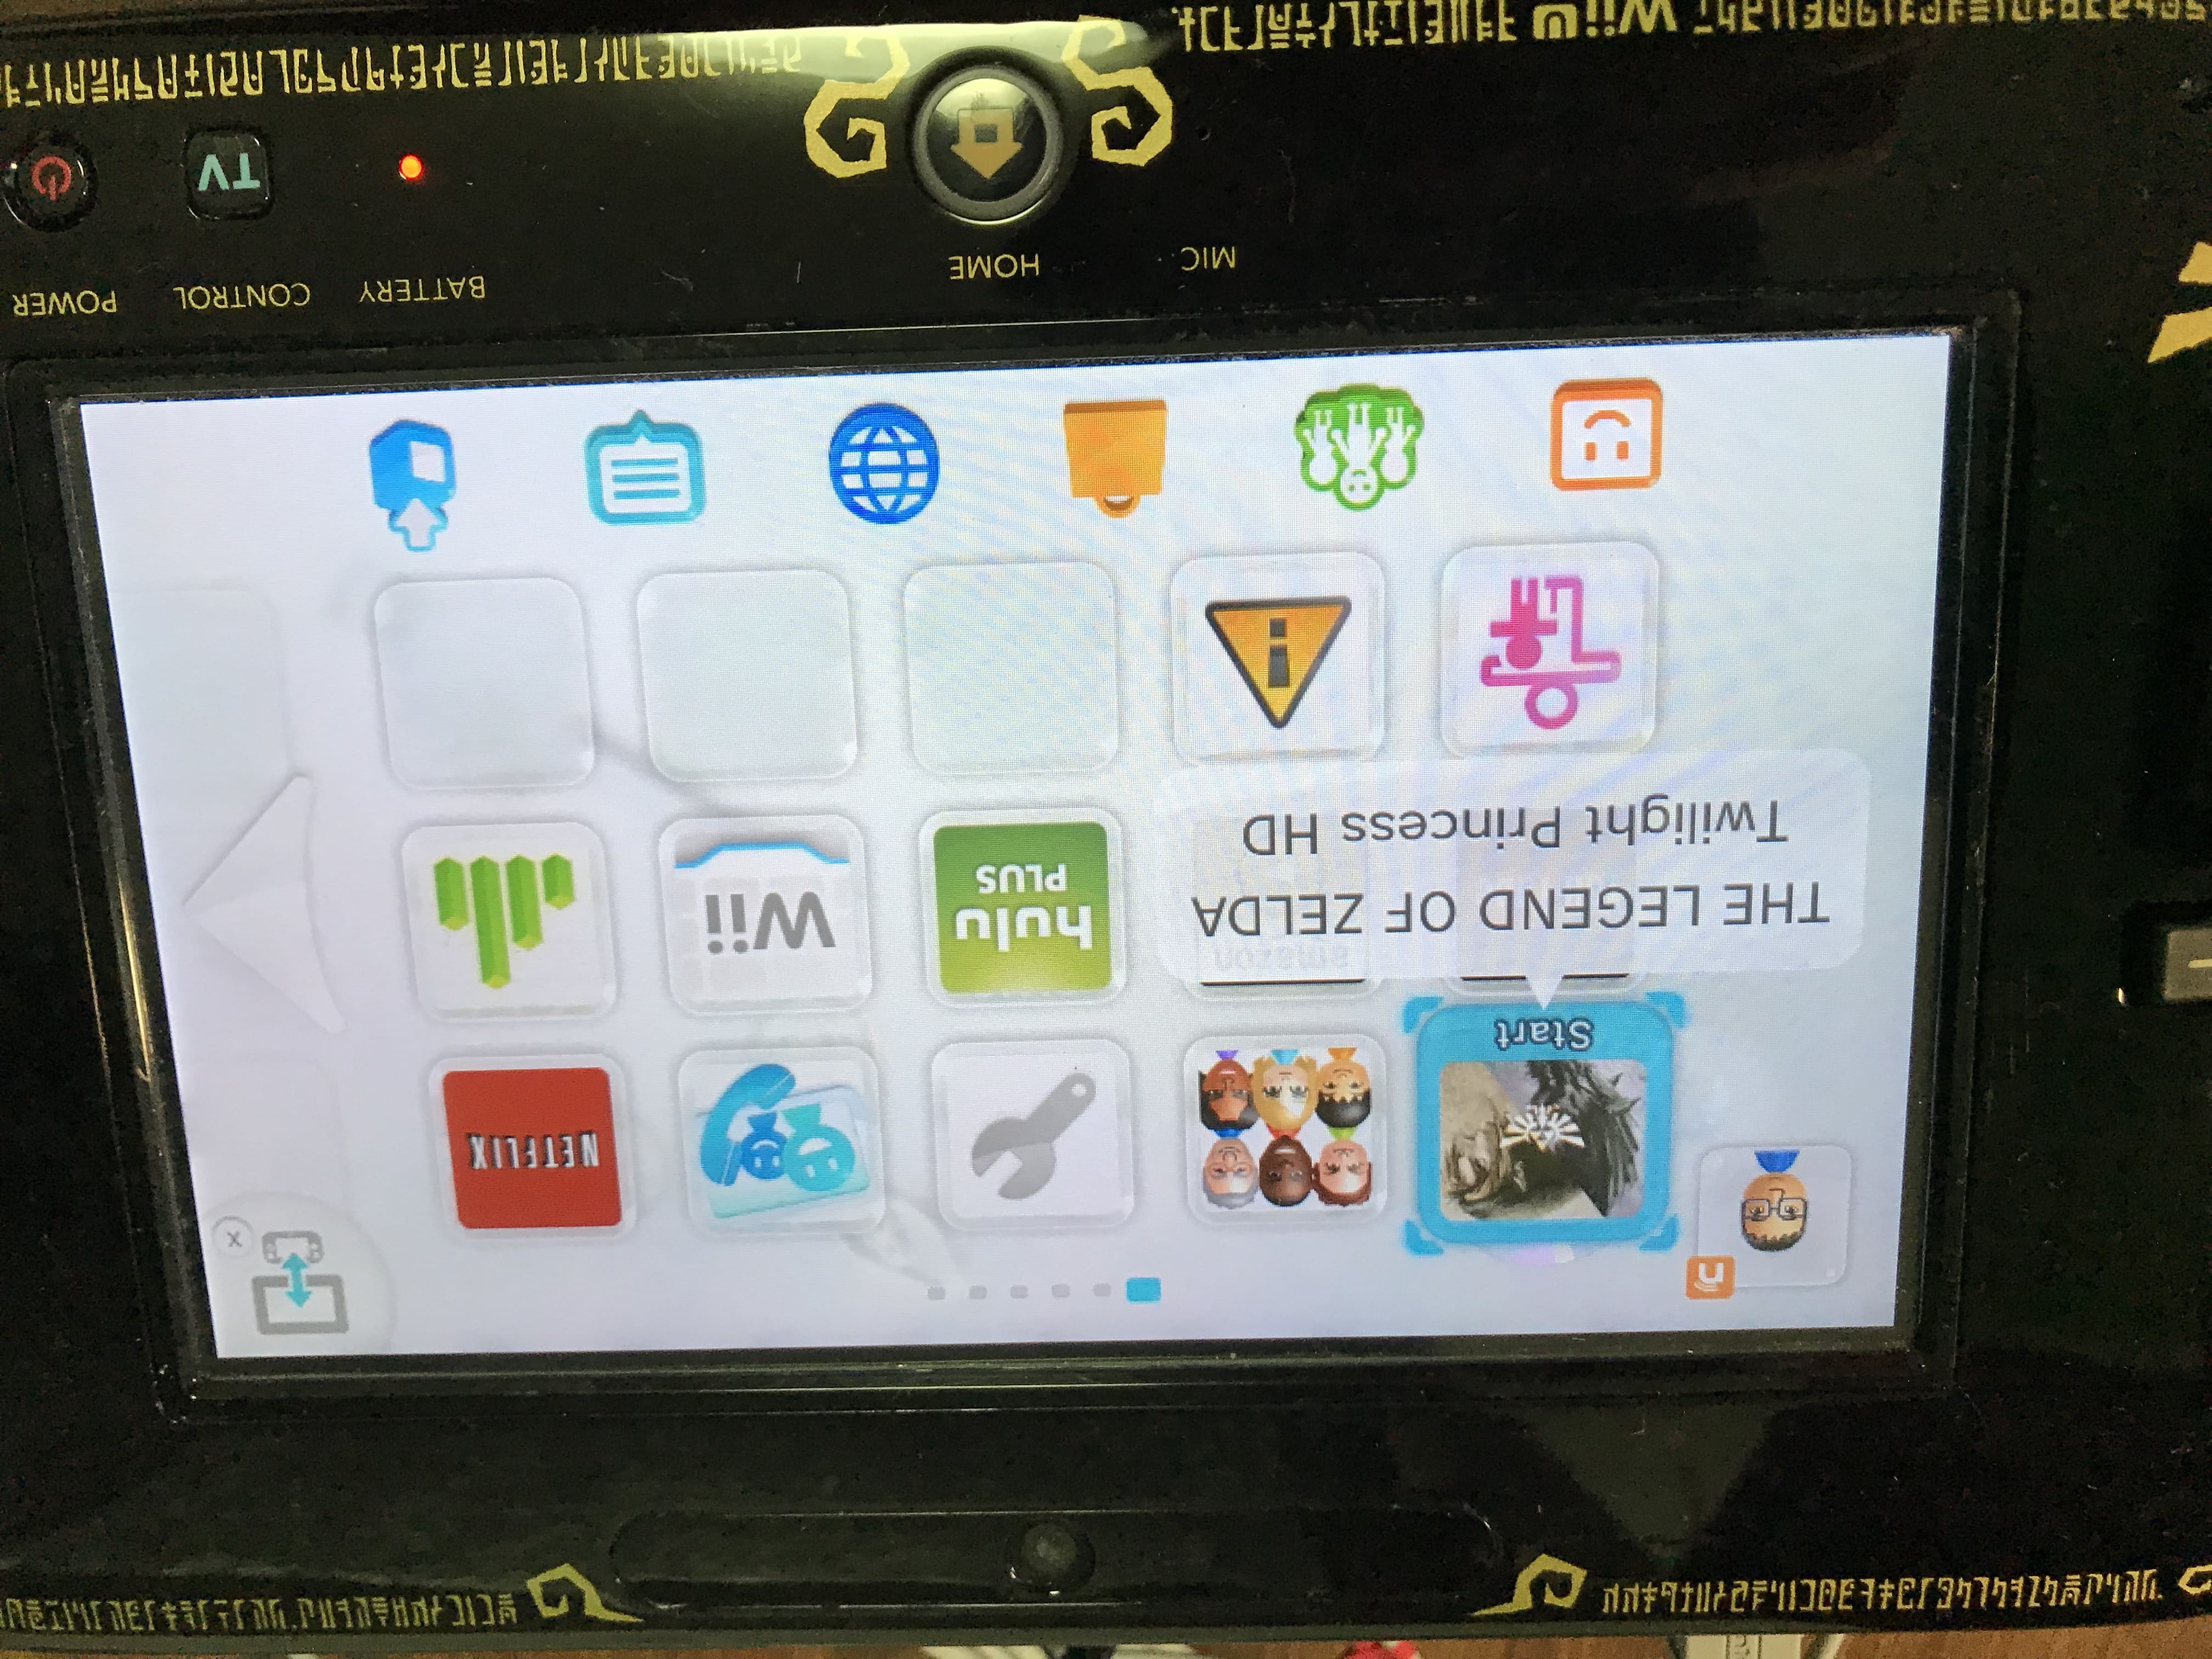 n
X
NETFLIX
Start
amazon
THE LEGEND OF ZELDA
Twilight Princess HD
hulu
PLUS
Wii
MIC
HOME
BATTERY
CONTROL
POWER
TV
Wii U